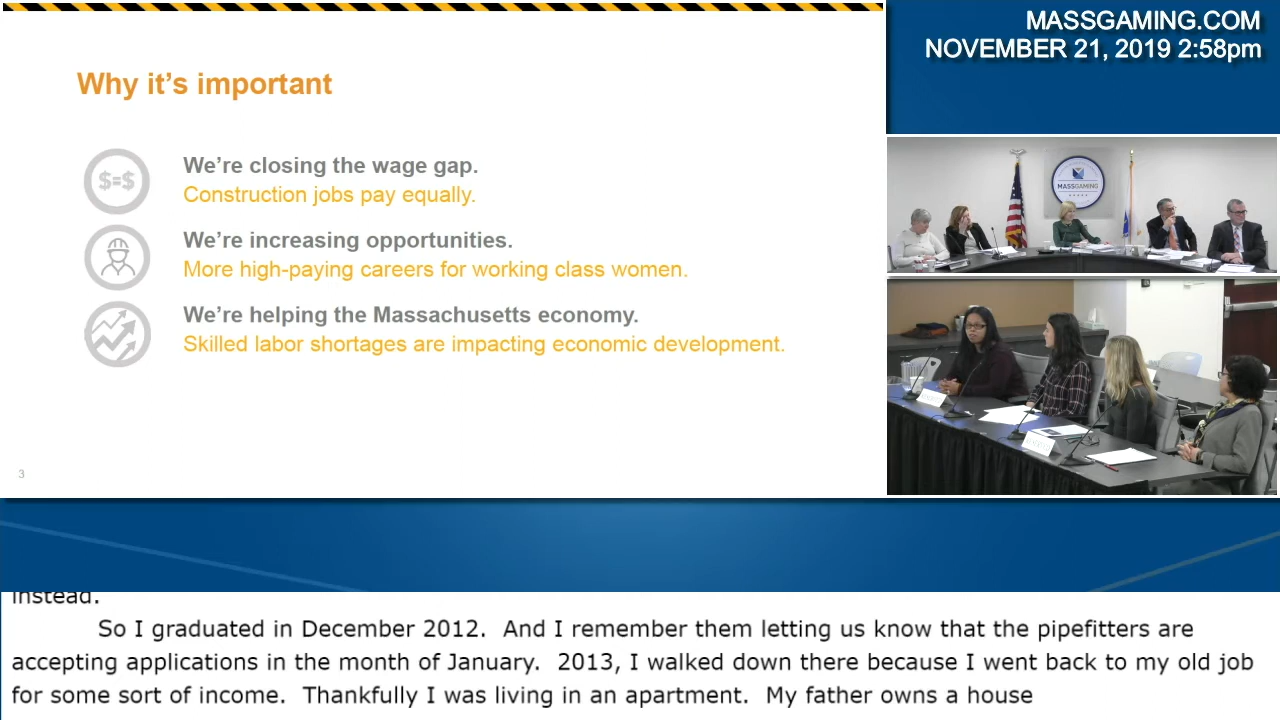 Why it's important
$=$
We're closing the wage gap.
Construction jobs pay equally.
We're increasing opportunities.
More high-paying careers for working class women.
We're helping the Massachusetts economy.
Skilled labor shortages are impacting economic development.
3
MASSGAMING.COM
NOVEMBER 21, 2019 2:58pm
MASSGAMING
instead.
So I graduated in December 2012.  And I remember them letting us know that the pipefitters are
accepting applications in the month of January.  2013, I walked down there because I went back to my old job
for some sort of income.  Thankfully I was living in an apartment.  My father owns a house